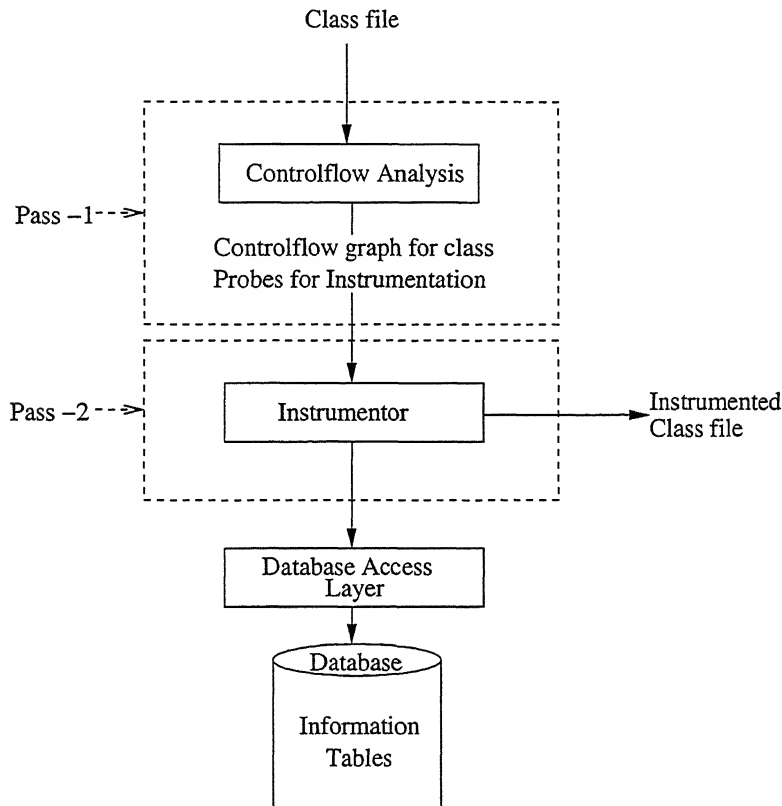 Class file
Controlflow Analysis
Pass –1
Controlflow graph for class
Probes for Instrumentation
Pass –2
Instrumentor
Instrumented
Class file
Database Access
Layer
Database
Information
Tables